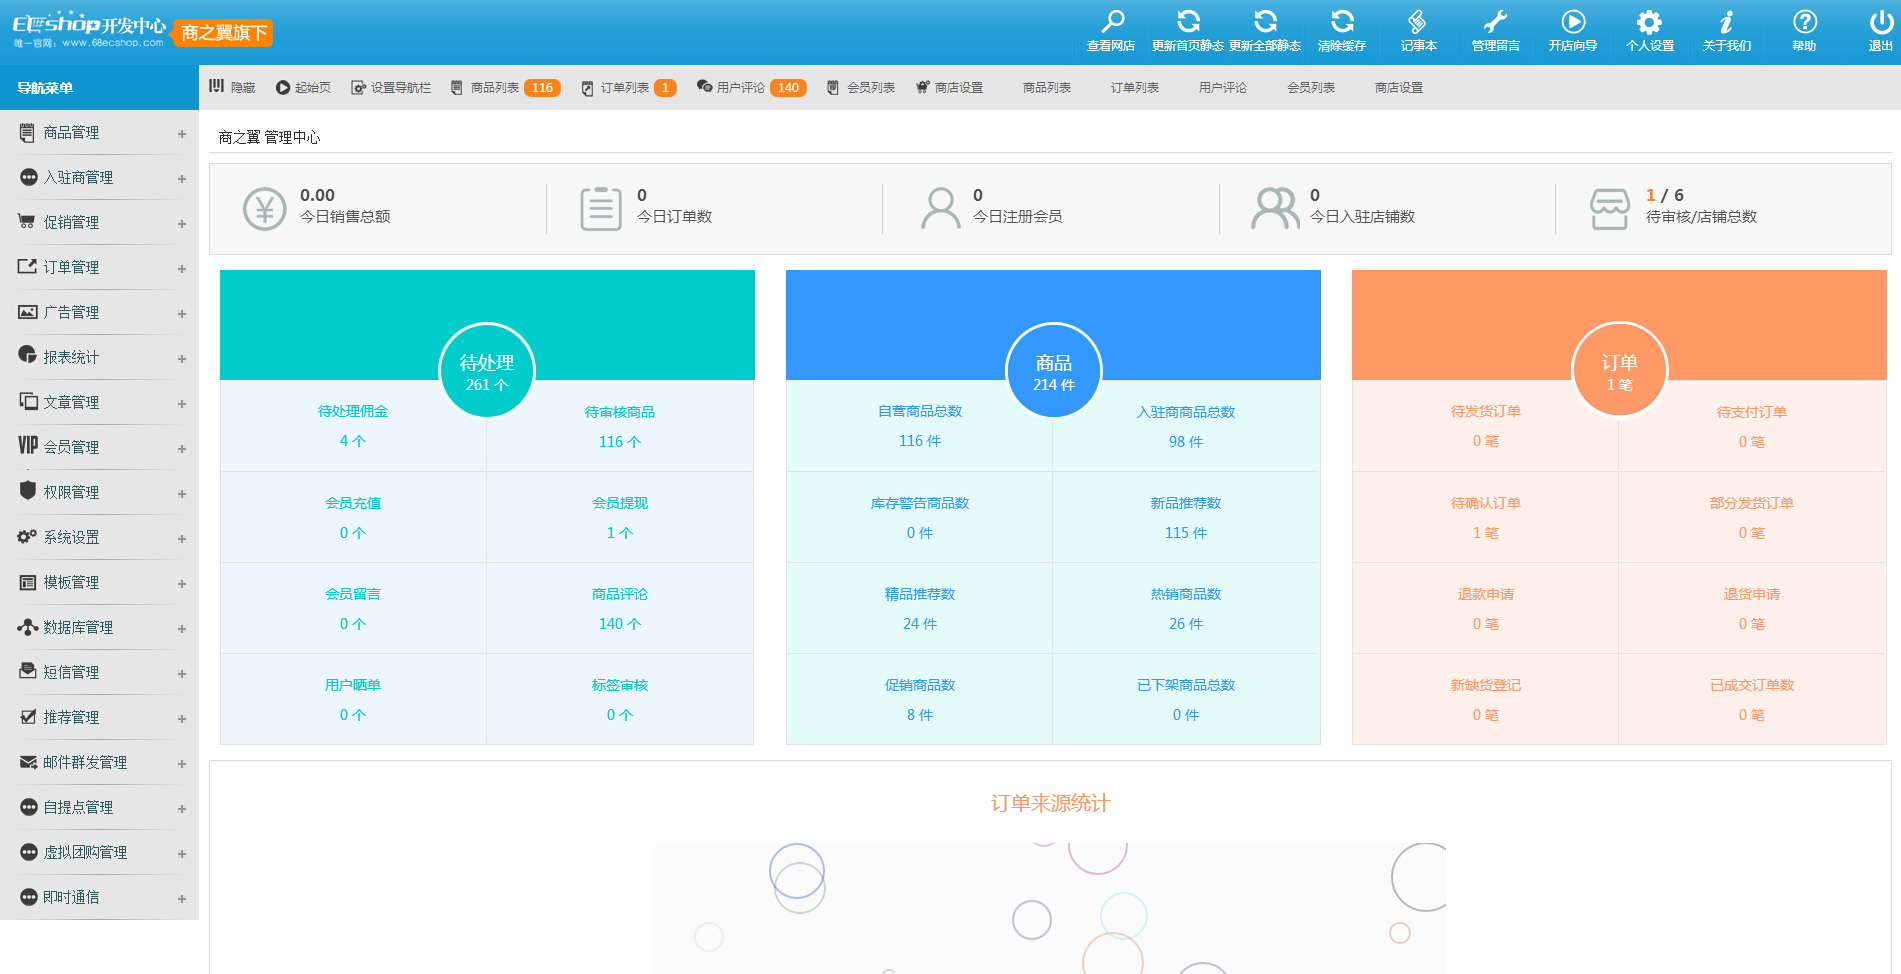 Ecshop开发中心
唯一官网：www.68ecshop.com
商之翼旗下
查看网店 更新首页静态 更新全部静态 清除缓存 记事本 管理留言 开店向导 个人设置 关于我们 帮助 退出
导航菜单
隐藏 起始页 设置导航栏 商品列表 116 订单列表 1 用户评论 140 会员列表 商店设置 商品列表 订单列表 用户评论 会员列表 商店设置
商品管理 +
入驻商管理 +
促销管理 +
订单管理 +
广告管理 +
报表统计 +
文章管理 +
VIP 会员管理 +
权限管理 +
系统设置 +
模板管理 +
数据库管理 +
短信管理 +
推荐管理 +
邮件群发管理 +
自提点管理 +
虚拟团购管理 +
即时通信 +
商之翼 管理中心
0.00
今日销售总额
0
今日订单数
0
今日注册会员
0
今日入驻店铺数
1 / 6
待审核/店铺总数
待处理
261 个
待处理佣金 待审核商品
4 个 116 个
会员充值 会员提现
0 个 1 个
会员留言 商品评论
0 个 140 个
用户晒单 标签审核
0 个 0 个
商品
214 件
自营商品总数 入驻商商品总数
116 件 98 件
库存警告商品数 新品推荐数
0 件 115 件
精品推荐数 热销商品数
24 件 26 件
促销商品数 已下架商品总数
8 件 0 件
订单
1 笔
待发货订单 待支付订单
0 笔 0 笔
待确认订单 部分发货订单
1 笔 0 笔
退款申请 退货申请
0 笔 0 笔
新缺货登记 已成交订单数
0 笔 0 笔
订单来源统计